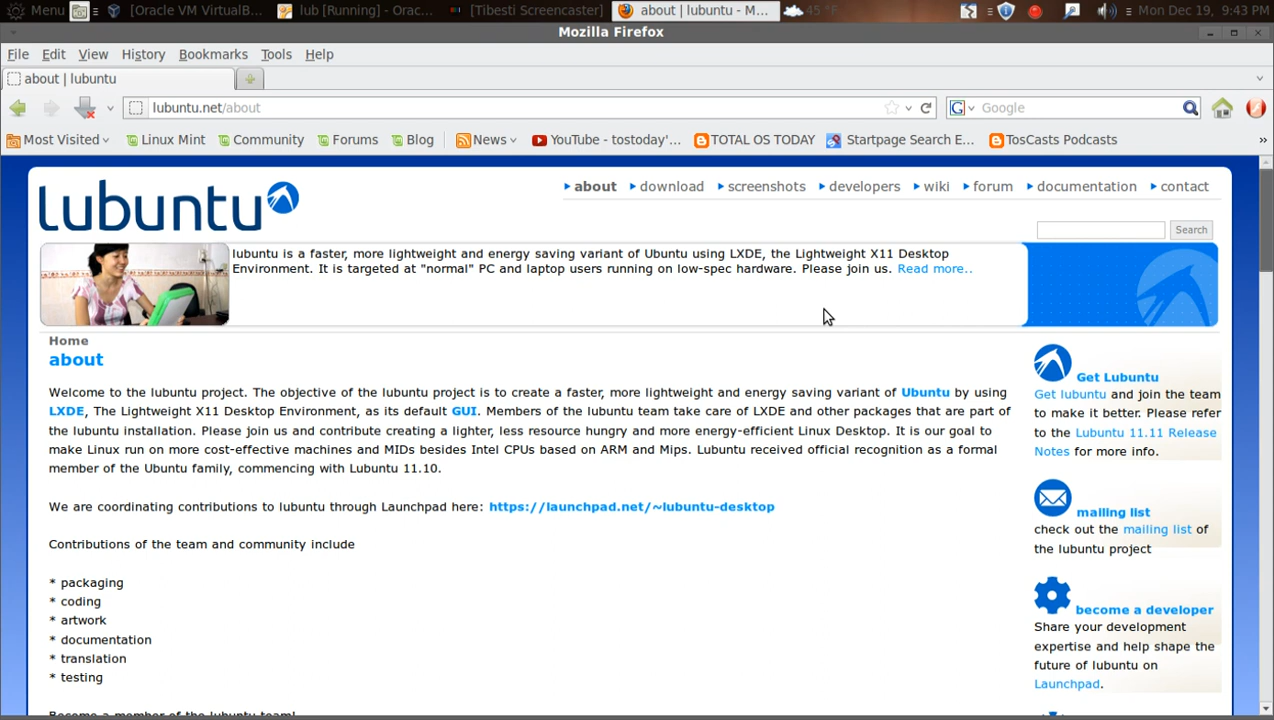 Menu [Oracle VM VirtualB... lub [Running] - Orac... [Tibesti Screencaster] about | lubuntu - M... 45 °F Mon Dec 19, 9:43 PM
Mozilla Firefox
File Edit View History Bookmarks Tools Help
about | lubuntu
lubuntu.net/about Google
Most Visited Linux Mint Community Forums Blog News YouTube - tostoday'... TOTAL OS TODAY Startpage Search E... TosCasts Podcasts »
lubuntu
about download screenshots developers wiki forum documentation contact
Search
lubuntu is a faster, more lightweight and energy saving variant of Ubuntu using LXDE, the Lightweight X11 Desktop
Environment. It is targeted at "normal" PC and laptop users running on low-spec hardware. Please join us. Read more..
Home
about
Welcome to the lubuntu project. The objective of the lubuntu project is to create a faster, more lightweight and energy saving variant of Ubuntu by using
LXDE, The Lightweight X11 Desktop Environment, as its default GUI. Members of the lubuntu team take care of LXDE and other packages that are part of
the lubuntu installation. Please join us and contribute creating a lighter, less resource hungry and more energy-efficient Linux Desktop. It is our goal to
make Linux run on more cost-effective machines and MIDs besides Intel CPUs based on ARM and Mips. Lubuntu received official recognition as a formal
member of the Ubuntu family, commencing with Lubuntu 11.10.
We are coordinating contributions to lubuntu through Launchpad here: https://launchpad.net/~lubuntu-desktop
Contributions of the team and community include
* packaging
* coding
* artwork
* documentation
* translation
* testing
Become a member of the lubuntu team!
Get Lubuntu
Get lubuntu and join the team
to make it better. Please refer
to the Lubuntu 11.11 Release
Notes for more info.
mailing list
check out the mailing list of
the lubuntu project
become a developer
Share your development
expertise and help shape the
future of lubuntu on
Launchpad.